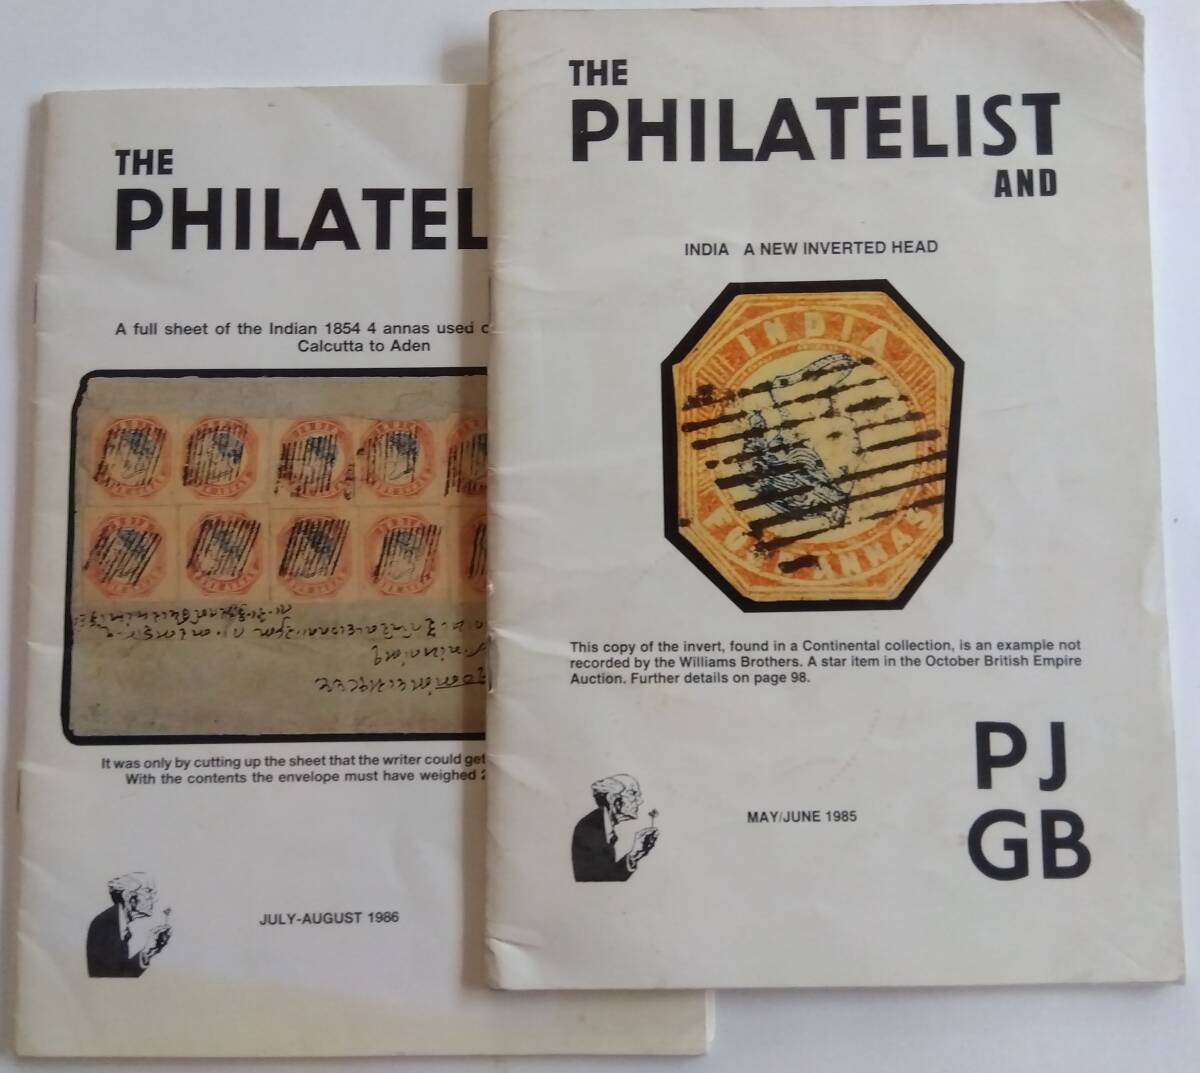 THE
PHILATEL
A full sheet of the Indian 1854 4 annas used
Calcutta to Aden
It was only by cutting up the sheet that the writer could get
With the contents the envelope must have weighed
JULY-AUGUST 1986
THE
PHILATELIST
AND
INDIA A NEW INVERTED HEAD
INDIA
FOUR ANNAS
This copy of the invert, found in a Continental collection, is an example not
recorded by the Williams Brothers. A star item in the October British Empire
Auction. Further details on page 98.
PJ
GB
MAY/JUNE 1985